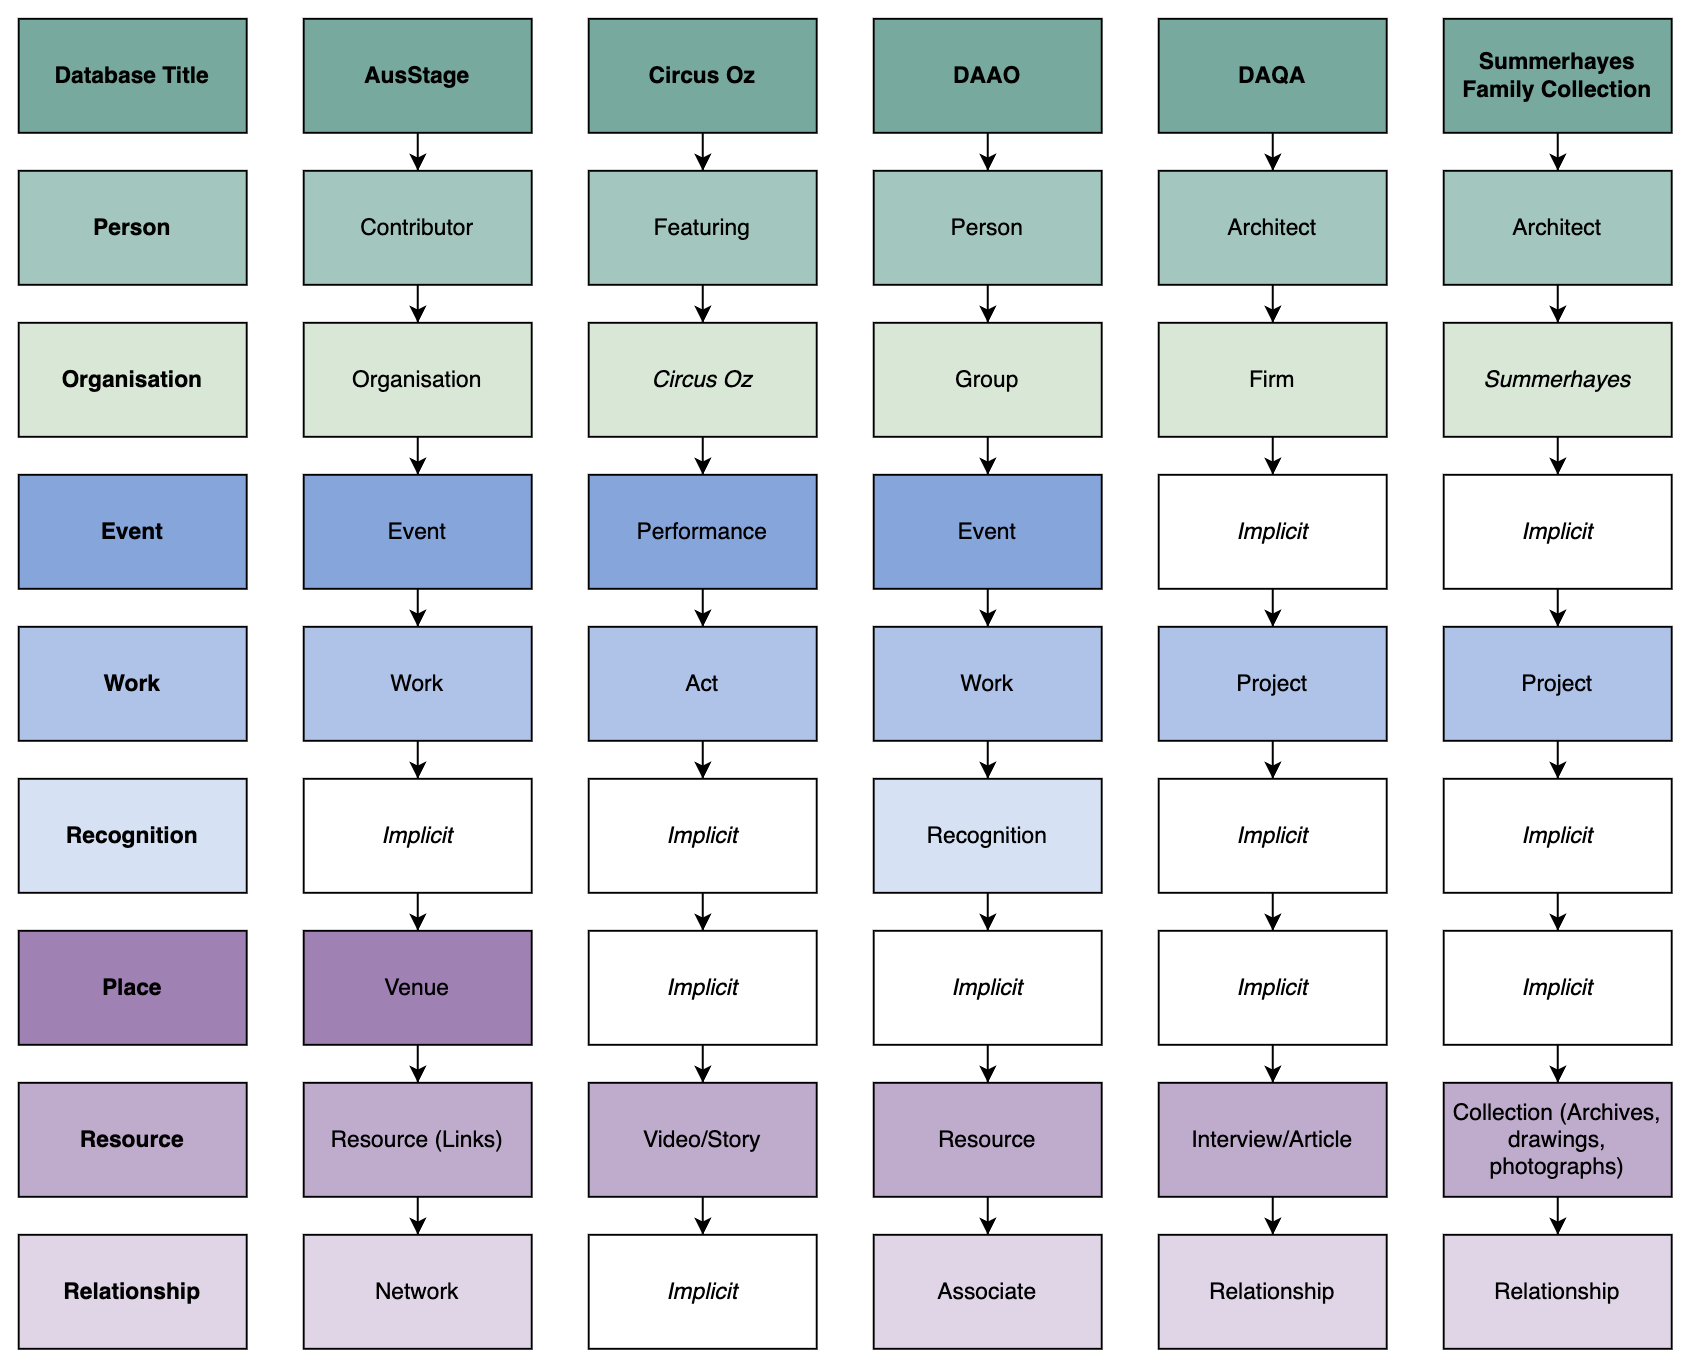 Database Title
AusStage
Circus Oz
DAAO
DAQA
Summerhayes
Family Collection
Person
Contributor
Featuring
Person
Architect
Architect
Organisation
Organisation
Circus Oz
Group
Firm
Summerhayes
Event
Event
Performance
Event
Implicit
Implicit
Work
Work
Act
Work
Project
Project
Recognition
Implicit
Implicit
Recognition
Implicit
Implicit
Place
Venue
Implicit
Implicit
Implicit
Implicit
Resource
Resource (Links)
Video/Story
Resource
Interview/Article
Collection (Archives,
drawings,
photographs)
Relationship
Network
Implicit
Associate
Relationship
Relationship